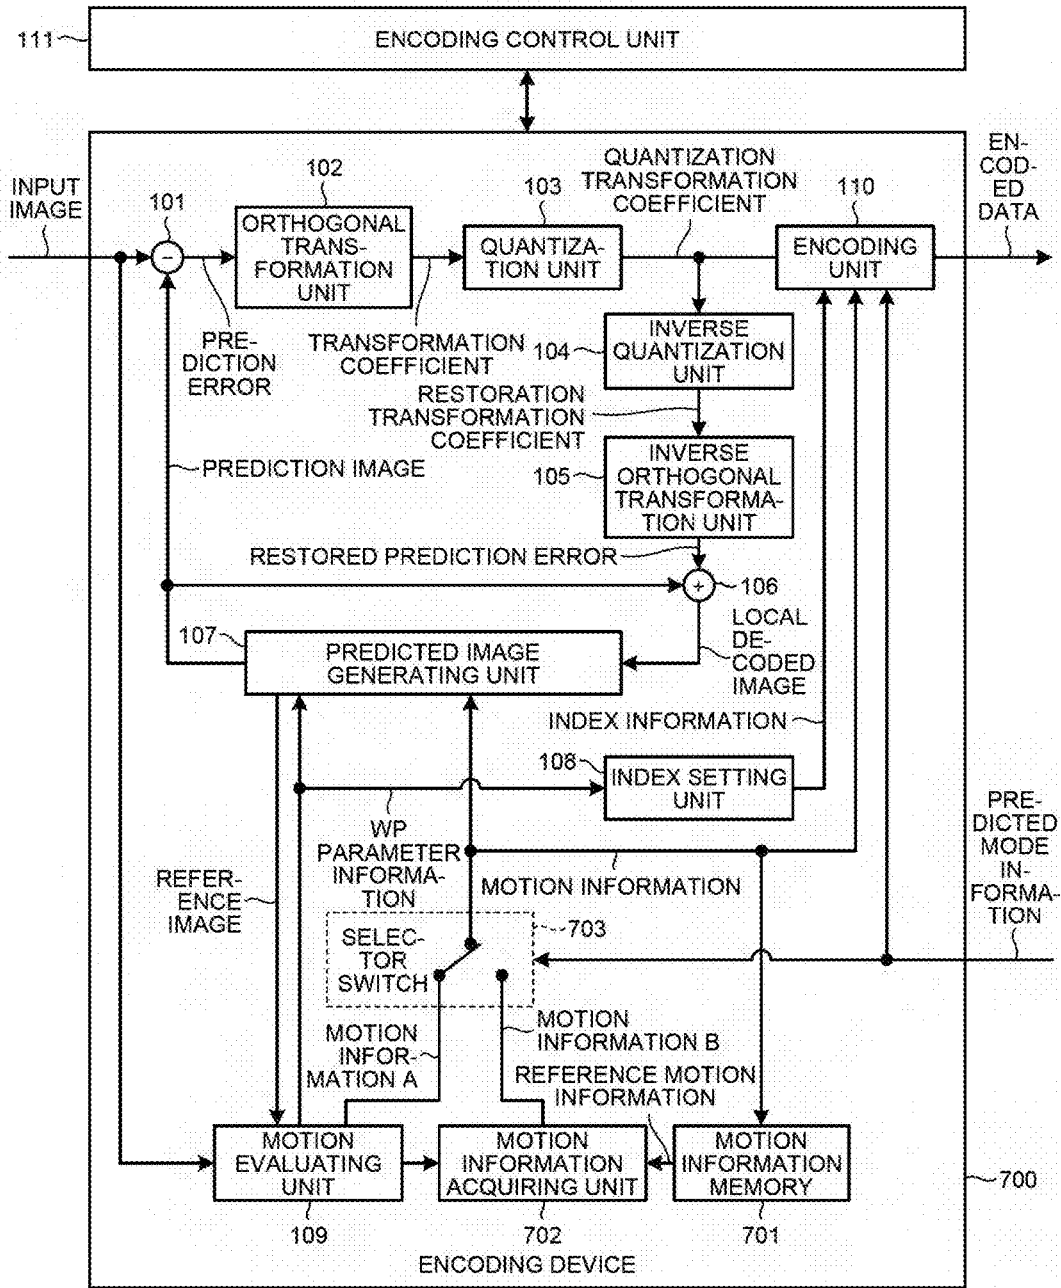 111
ENCODING CONTROL UNIT
INPUT
IMAGE
101
102
ORTHOGONAL
TRANS-
FORMATION
UNIT
103
QUANTIZA-
TION UNIT
QUANTIZATION
TRANSFORMATION
COEFFICIENT
110
ENCODING
UNIT
EN-
COD-
ED
DATA
PRE-
DICTION
ERROR
TRANSFORMATION
COEFFICIENT
104
INVERSE
QUANTIZATION
UNIT
RESTORATION
TRANSFORMATION
COEFFICIENT
PREDICTION IMAGE
105
INVERSE
ORTHOGONAL
TRANSFORMA-
TION UNIT
RESTORED PREDICTION ERROR
106
107
PREDICTED IMAGE
GENERATING UNIT
LOCAL
DE-
CODED
IMAGE
INDEX INFORMATION
108
INDEX SETTING
UNIT
WP
PARAMETER
INFORMA-
TION
MOTION INFORMATION
PRE-
DICTED
MODE
IN-
FORMA-
TION
REFER-
ENCE
IMAGE
SELEC-
TOR
SWITCH
703
MOTION
INFOR-
MATION A
MOTION
INFORMATION B
REFERENCE MOTION
INFORMATION
MOTION
EVALUATING
UNIT
109
MOTION
INFORMATION
ACQUIRING UNIT
702
MOTION
INFORMATION
MEMORY
701
700
ENCODING DEVICE